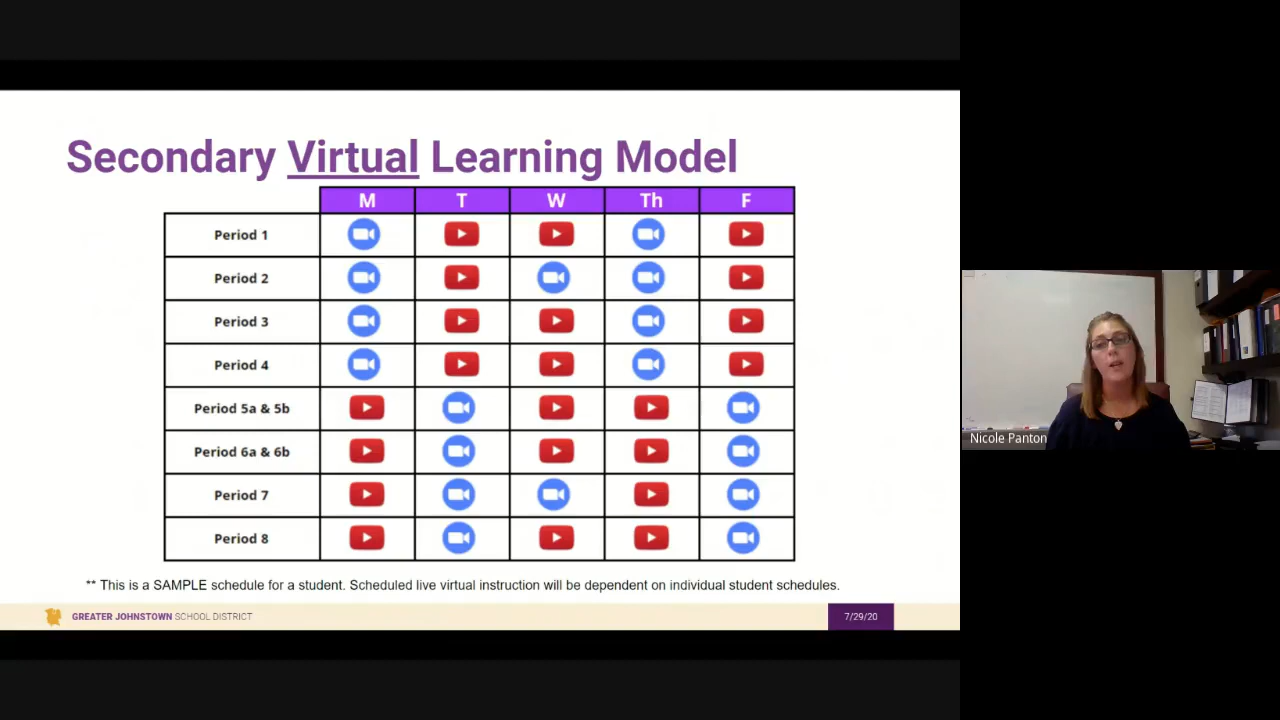 Secondary Virtual Learning Model
M T W Th F
Period 1
Period 2
Period 3
Period 4
Period 5a & 5b
Period 6a & 6b
Period 7
Period 8
** This is a SAMPLE schedule for a student. Scheduled live virtual instruction will be dependent on individual student schedules.
GREATER JOHNSTOWN SCHOOL DISTRICT
7/29/20
Nicole Panton